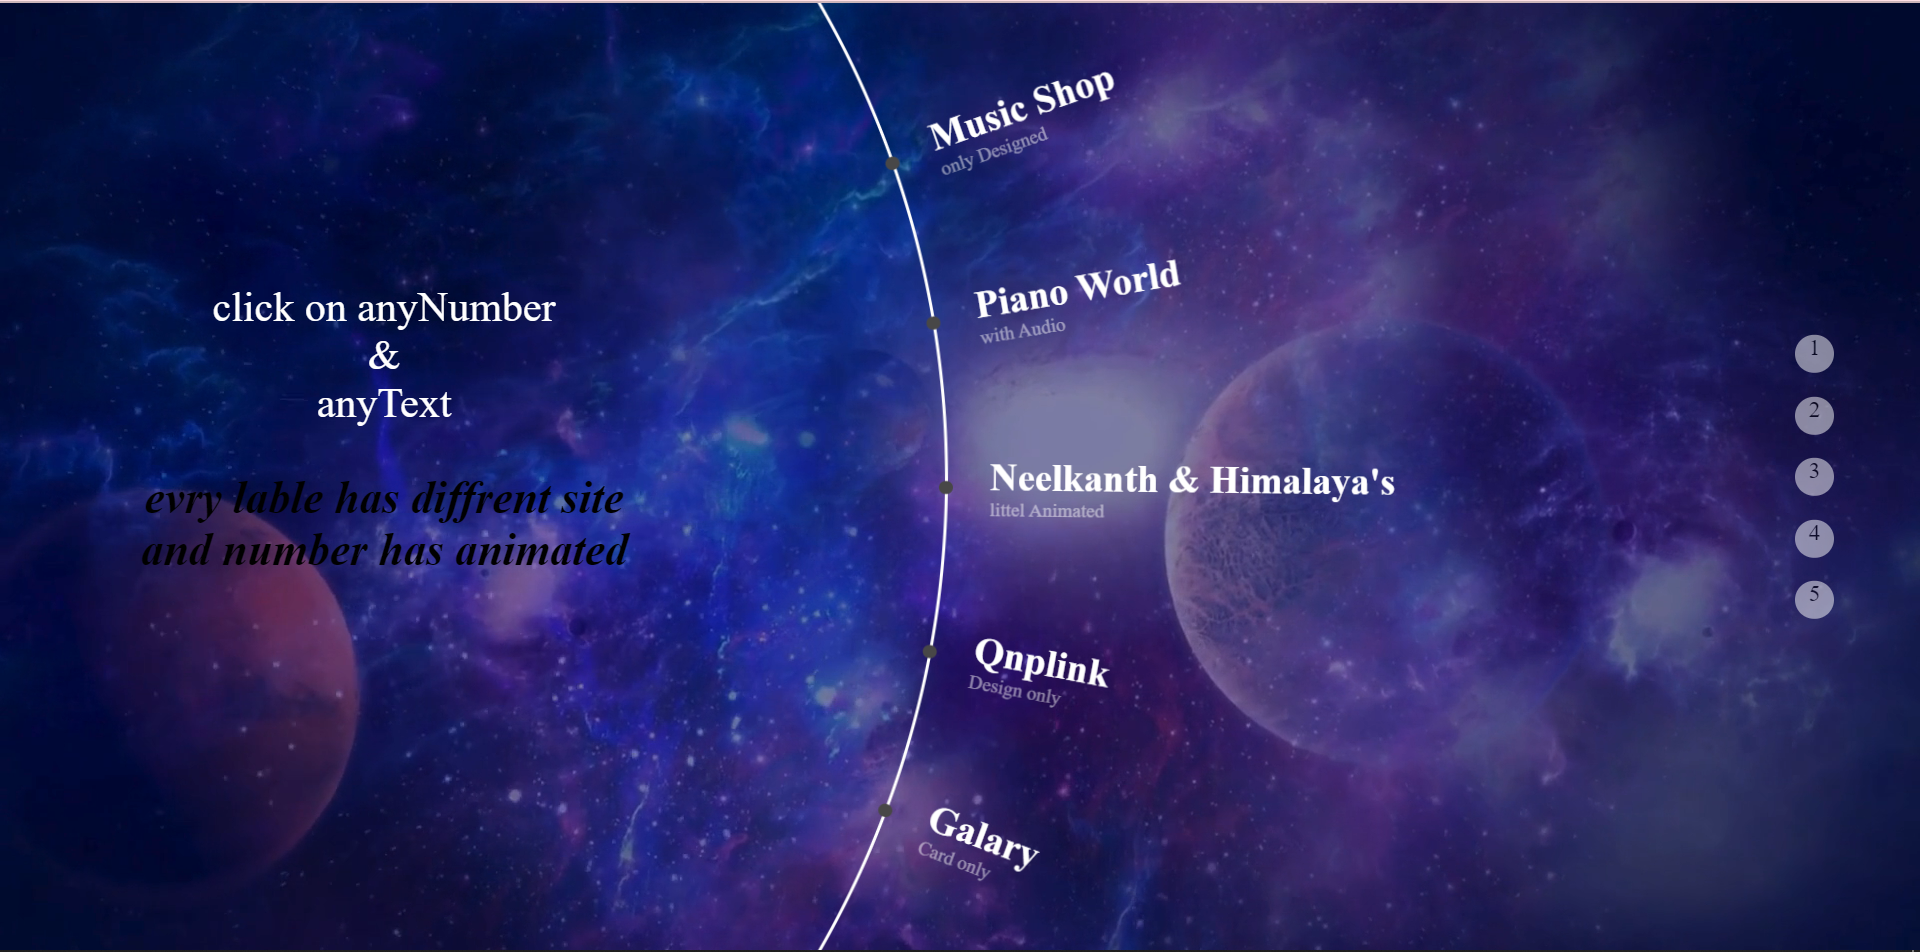 click on anyNumber
&
anyText
evry lable has diffrent site
and number has animated
Music Shop
only Designed
Piano World
with Audio
Neelkanth & Himalaya's
littel Animated
Qnplink
Design only
Galary
Card only
1
2
3
4
5